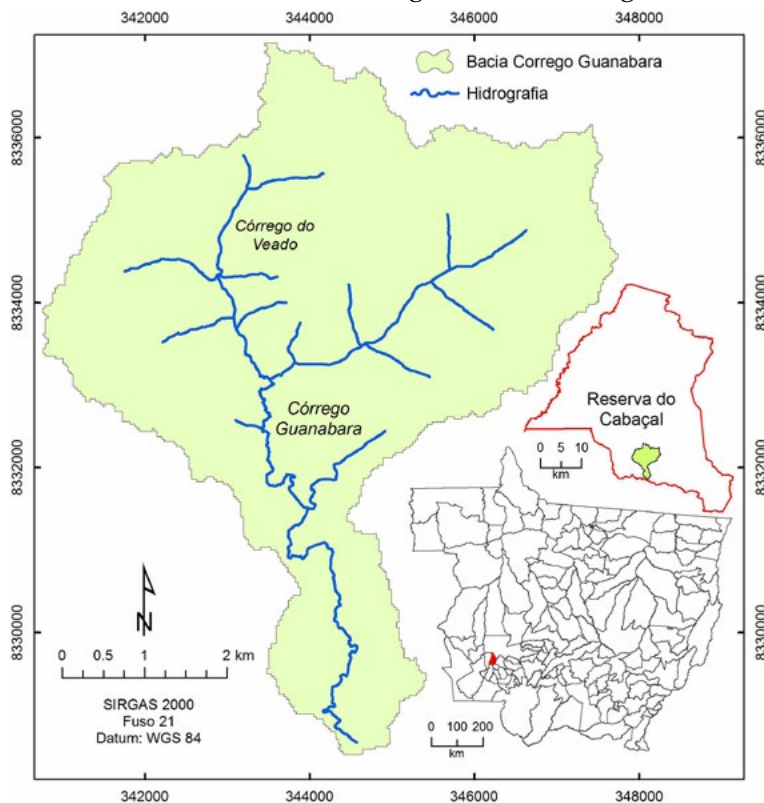 342000 344000 346000 348000
Bacia Corrego Guanabara
Hidrografia
8336000
8336000
Córrego do
Veado
8334000
8334000
Reserva do
Cabaçal
Córrego
Guanabara
0 5 10
km
8332000
8332000
N
8330000
8330000
0 0.5 1 2 km
SIRGAS 2000
Fuso 21
Datum: WGS 84
0 100 200
km
342000 344000 346000 348000